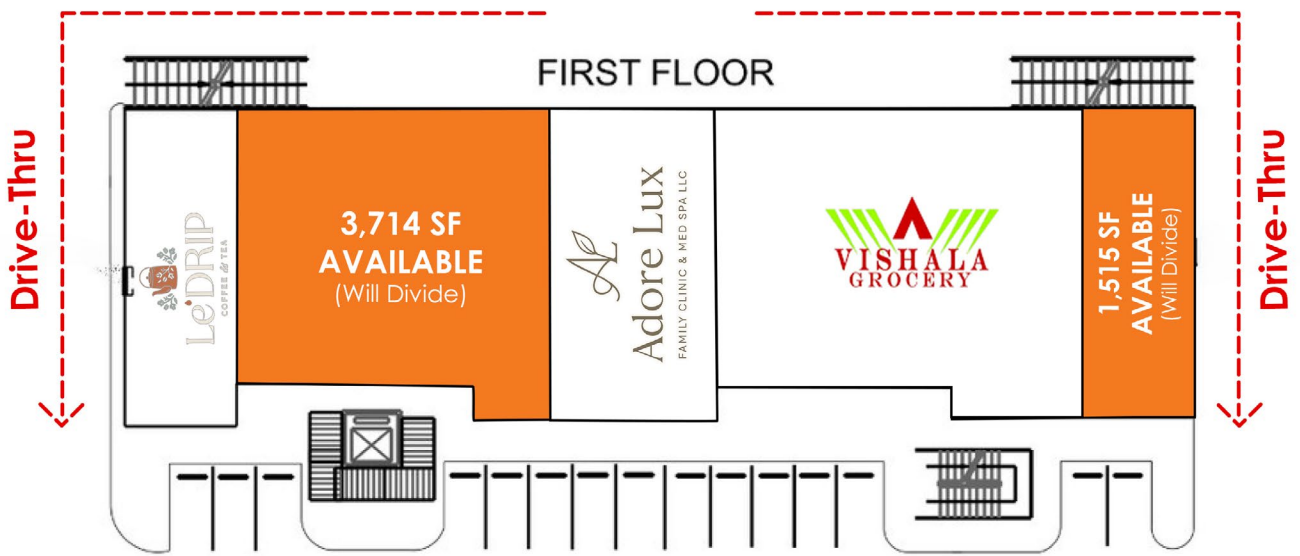 FIRST FLOOR
Drive-Thru
Le'DRIP
COFFEE & TEA
3,714 SF
AVAILABLE
(Will Divide)
AL
Adore Lux
FAMILY CLINIC & MED SPA LLC
VISHALA
GROCERY
1,515 SF
AVAILABLE
(Will Divide)
Drive-Thru